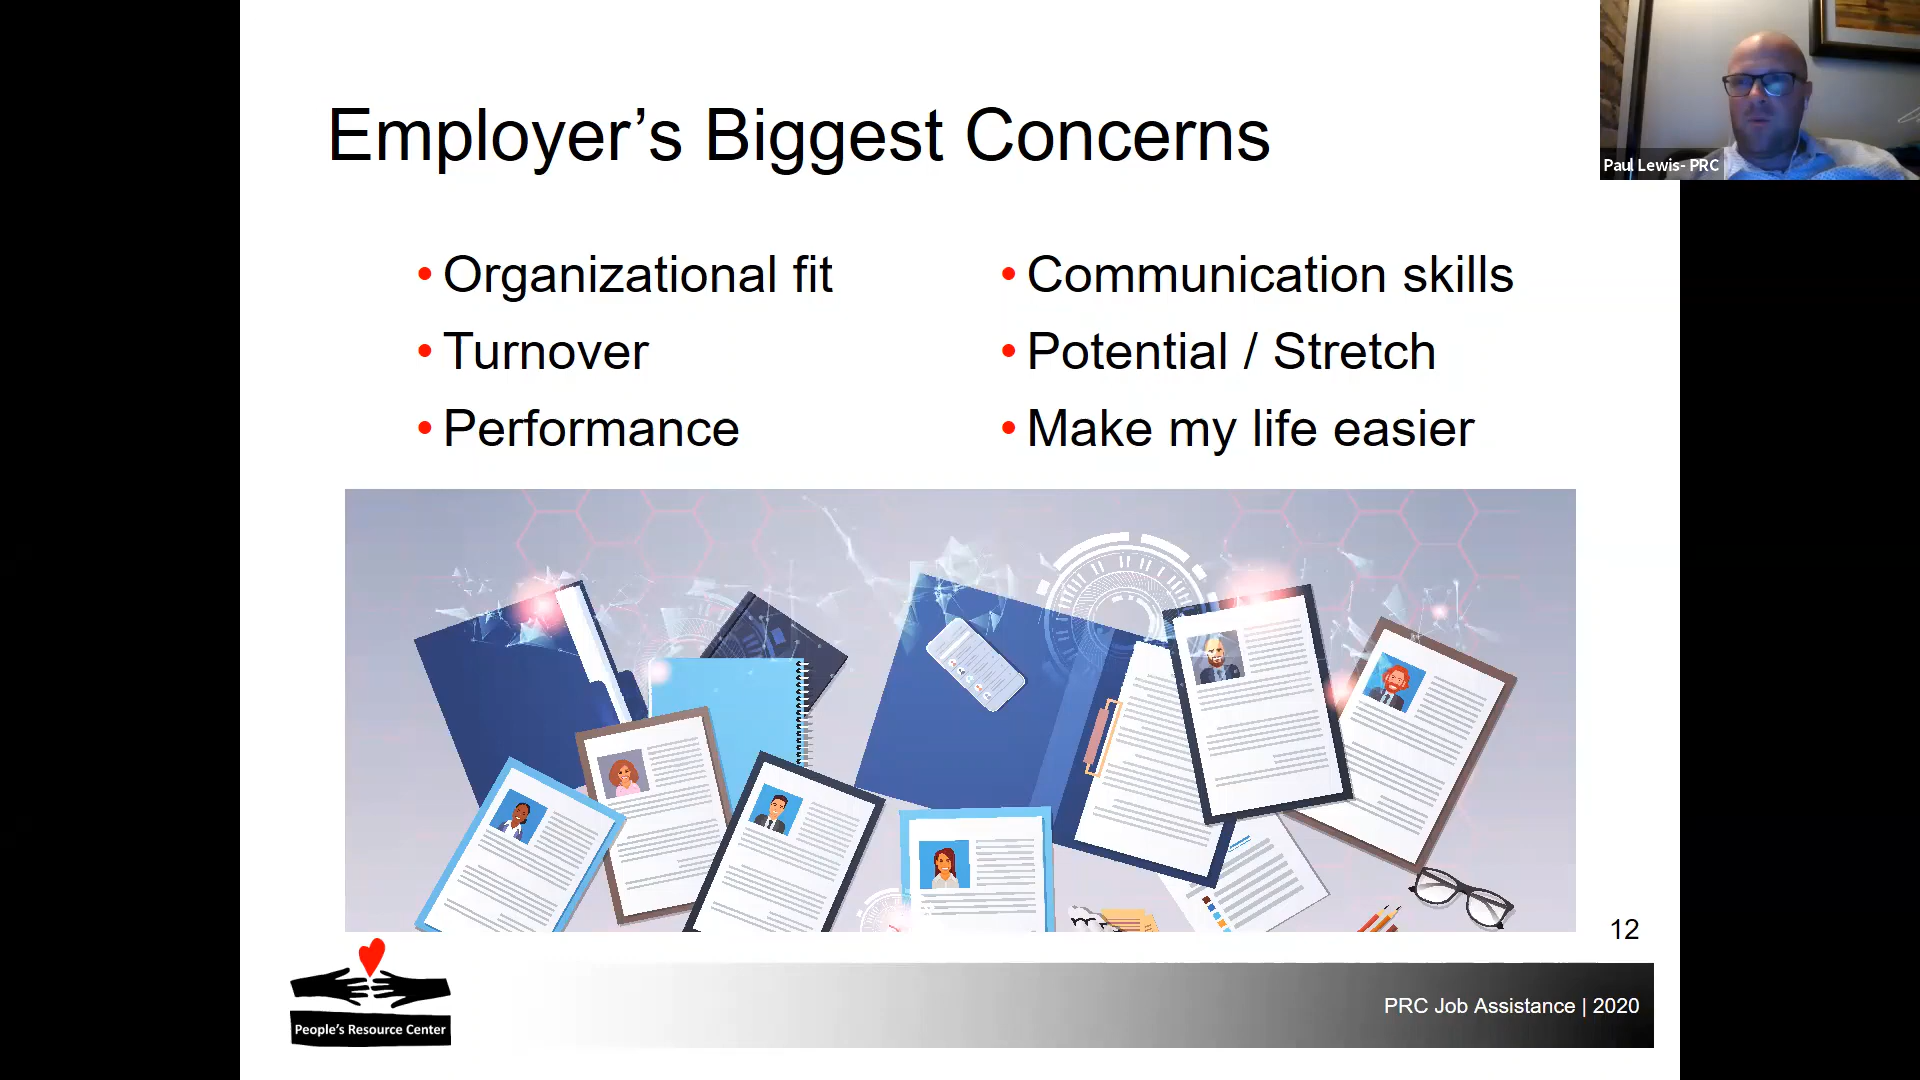 Employer’s Biggest Concerns
Paul Lewis- PRC
• Organizational fit
• Turnover
• Performance
• Communication skills
• Potential / Stretch
• Make my life easier
12
People’s Resource Center
PRC Job Assistance | 2020